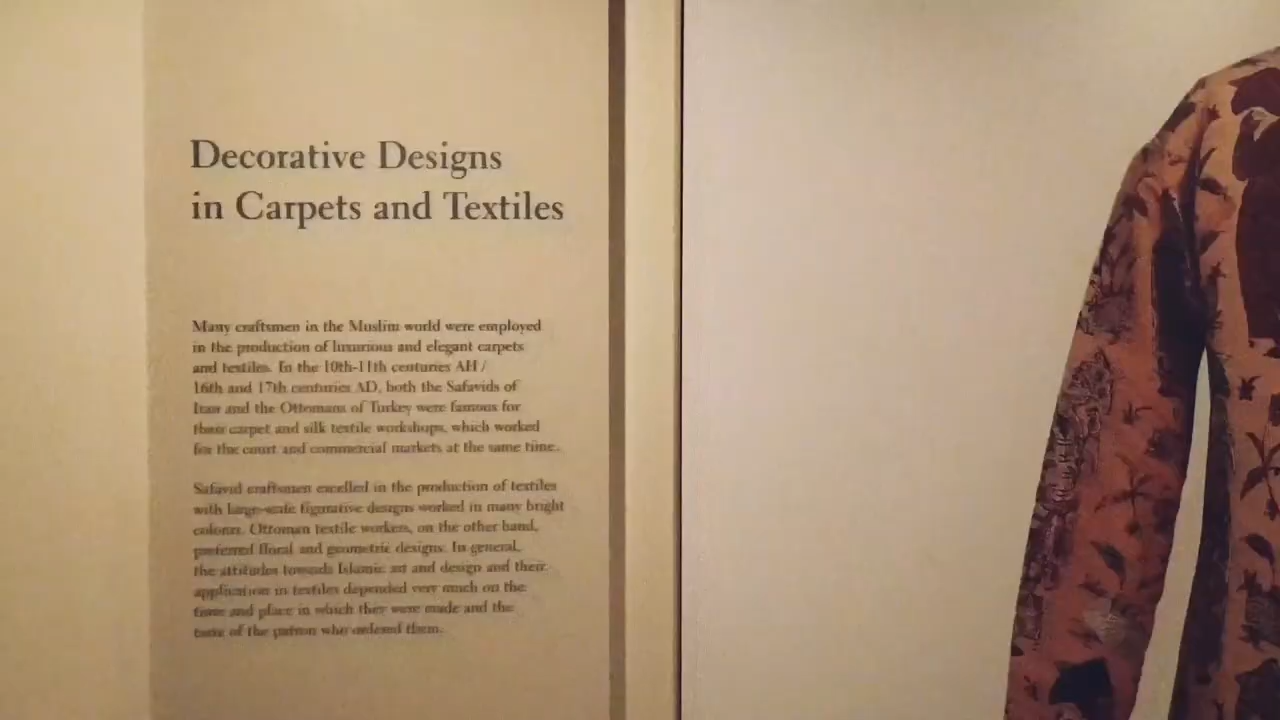 Decorative Designs
in Carpets and Textiles
Many craftsmen in the Muslim world were employed
in the production of luxurious and elegant carpets
and textiles. In the 10th-11th centuries AH /
16th and 17th centuries AD, both the Safavids of
Iran and the Ottomans of Turkey were famous for
their carpet and silk textile workshops, which worked
for the court and commercial markets at the same time.
Safavid craftsmen excelled in the production of textiles
with large-scale figurative designs worked in many bright
colours. Ottoman textile workers, on the other hand,
preferred floral and geometric designs. In general,
the attitudes towards Islamic art and design and their
application in textiles depended very much on the
time and place in which they were made and the
taste of the patron who ordered them.